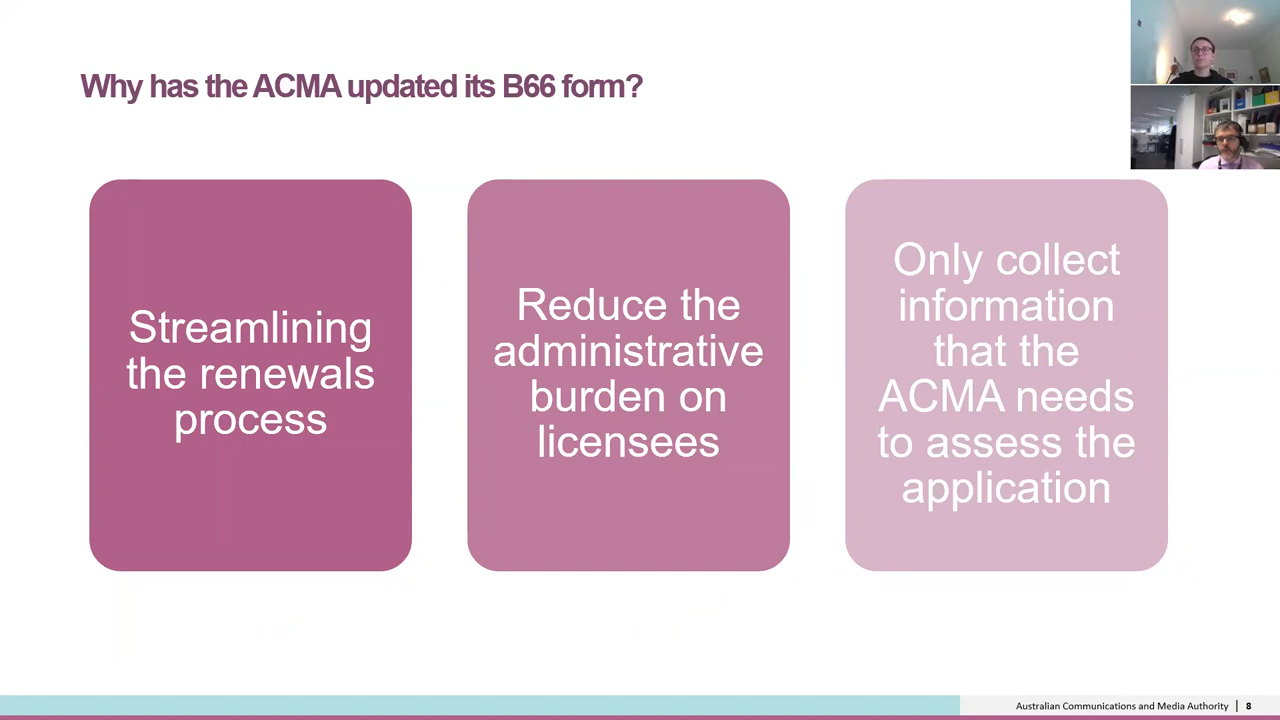 Why has the ACMA updated its B66 form?
Streamlining
the renewals
process
Reduce the
administrative
burden on
licensees
Only collect
information
that the
ACMA needs
to assess the
application
Australian Communications and Media Authority | 8